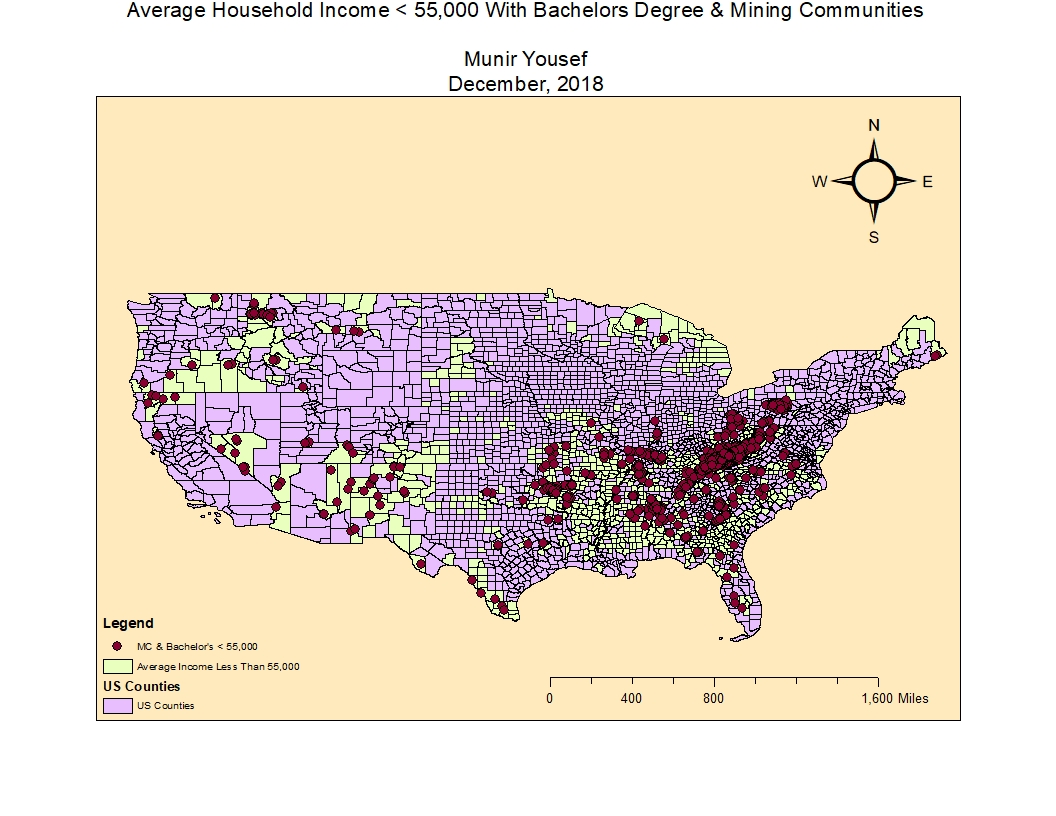 Average Household Income < 55,000 With Bachelors Degree & Mining Communities
Munir Yousef
December, 2018
N
W E
S
Legend
MC & Bachelor's < 55,000
Average Income Less Than 55,000
US Counties
US Counties
0 400 800 1,600 Miles